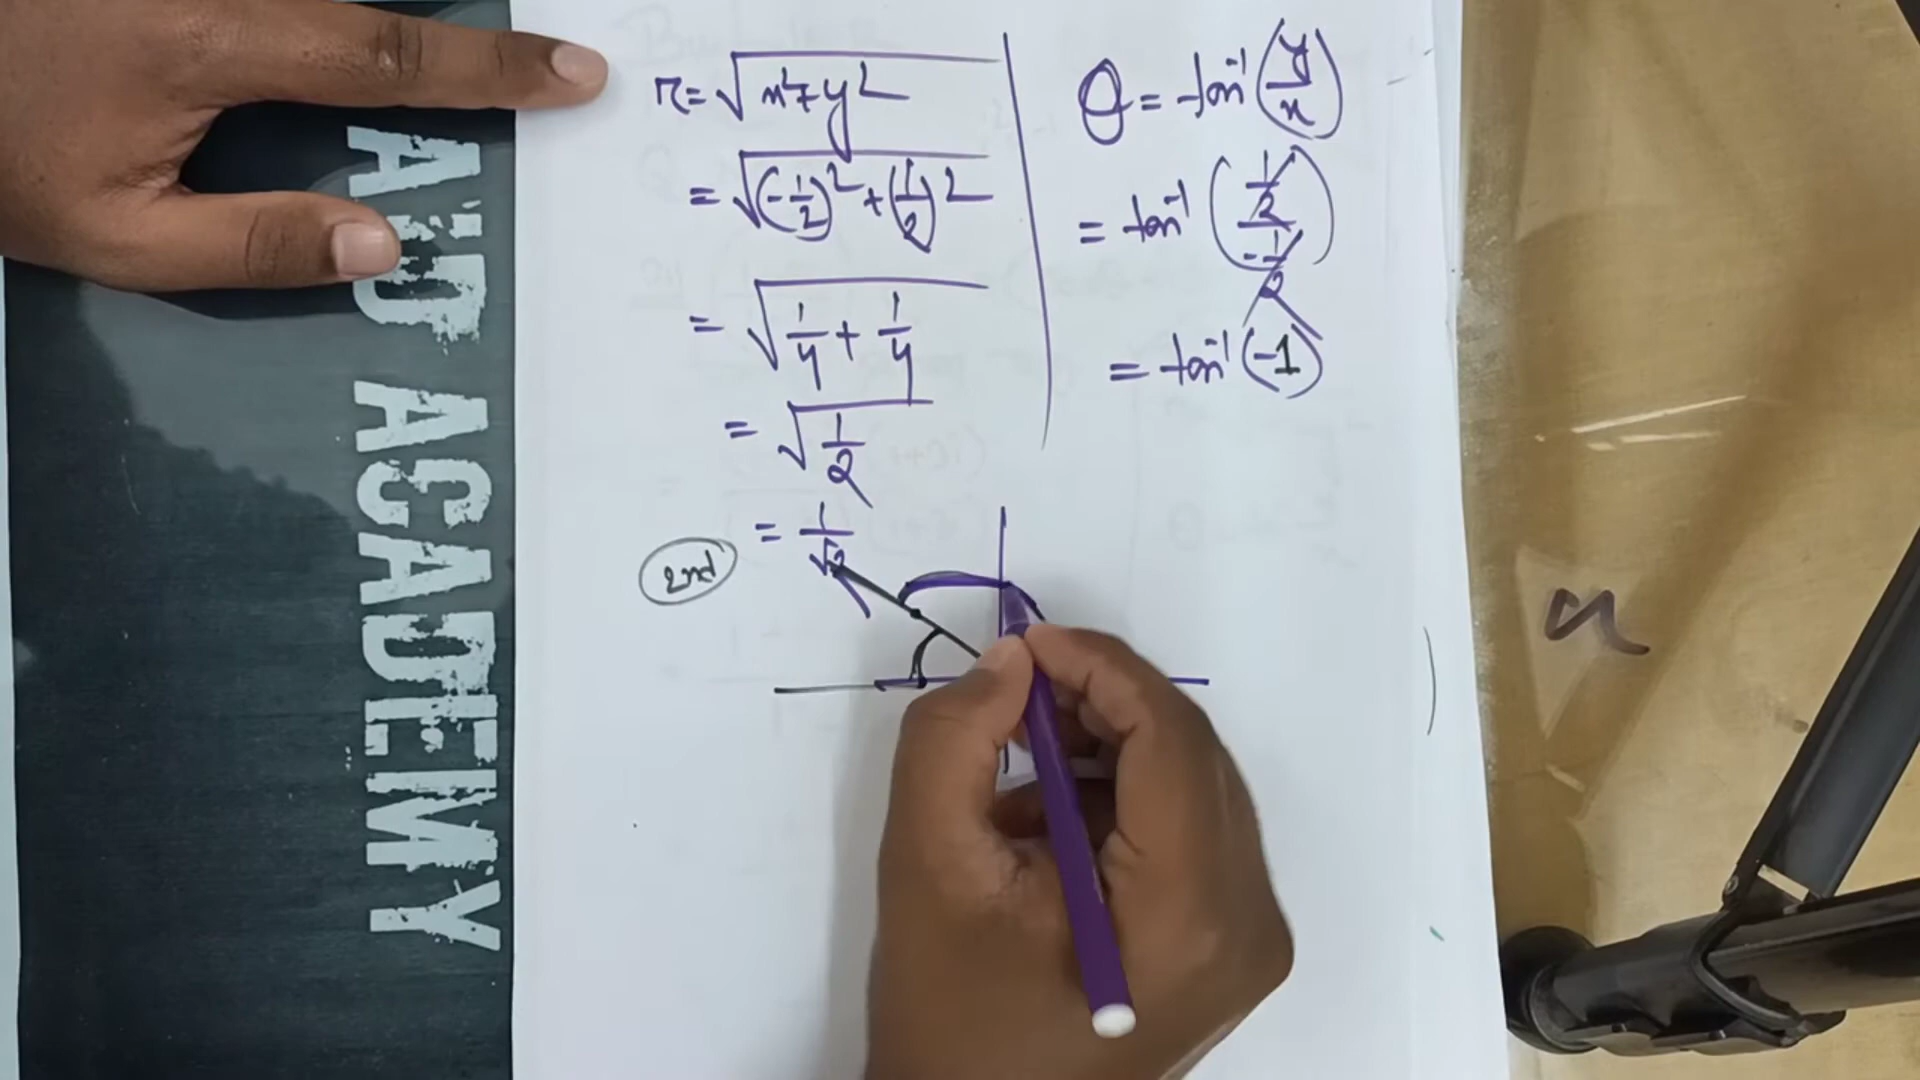 r = √x²+y²
= √(-1/2)² + (1/2)²
= √1/4 + 1/4
= √1/2
= 1/√2
θ = tan⁻¹ (y/x)
= tan⁻¹ (1/2 / -1/2)
= tan⁻¹ (-1)
2nd
x
ACADEMY